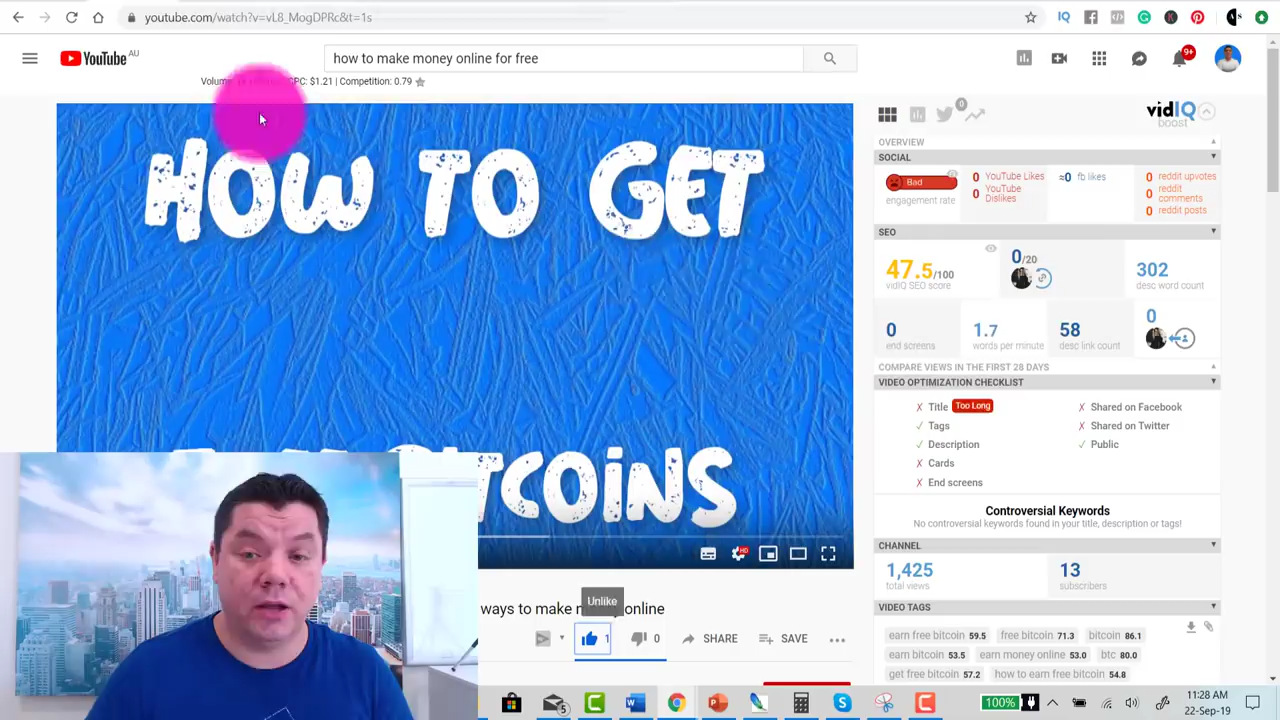 youtube.com/watch?v=vL8_MogDPRc&t=1s
YouTube AU
how to make money online for free
9+
CPC: $1.21 | Competition: 0.79
HOW TO GET
BITCOINS
ways to make online
Unlike
1
0
SHARE
SAVE
0
vidIQ
boost
OVERVIEW
SOCIAL
Bad
engagement rate
0 YouTube Likes
0 YouTube Dislikes
≈0 fb likes
0 reddit upvotes
0 reddit comments
0 reddit posts
SEO
47.5/100
vidIQ SEO score
0/20
302
desc word count
0
end screens
1.7
words per minute
58
desc link count
0
COMPARE VIEWS IN THE FIRST 28 DAYS
VIDEO OPTIMIZATION CHECKLIST
✗ Title Too Long
✓ Tags
✓ Description
✗ Cards
✗ End screens
✗ Shared on Facebook
✗ Shared on Twitter
✓ Public
Controversial Keywords
No controversial keywords found in your title, description or tags!
CHANNEL
1,425
total views
13
subscribers
VIDEO TAGS
earn free bitcoin 59.5 free bitcoin 71.3 bitcoin 86.1
earn bitcoin 53.5 earn money online 53.0 btc 80.0
get free bitcoin 57.2 how to earn free bitcoin 54.8
5
100%
11:28 AM
22-Sep-19